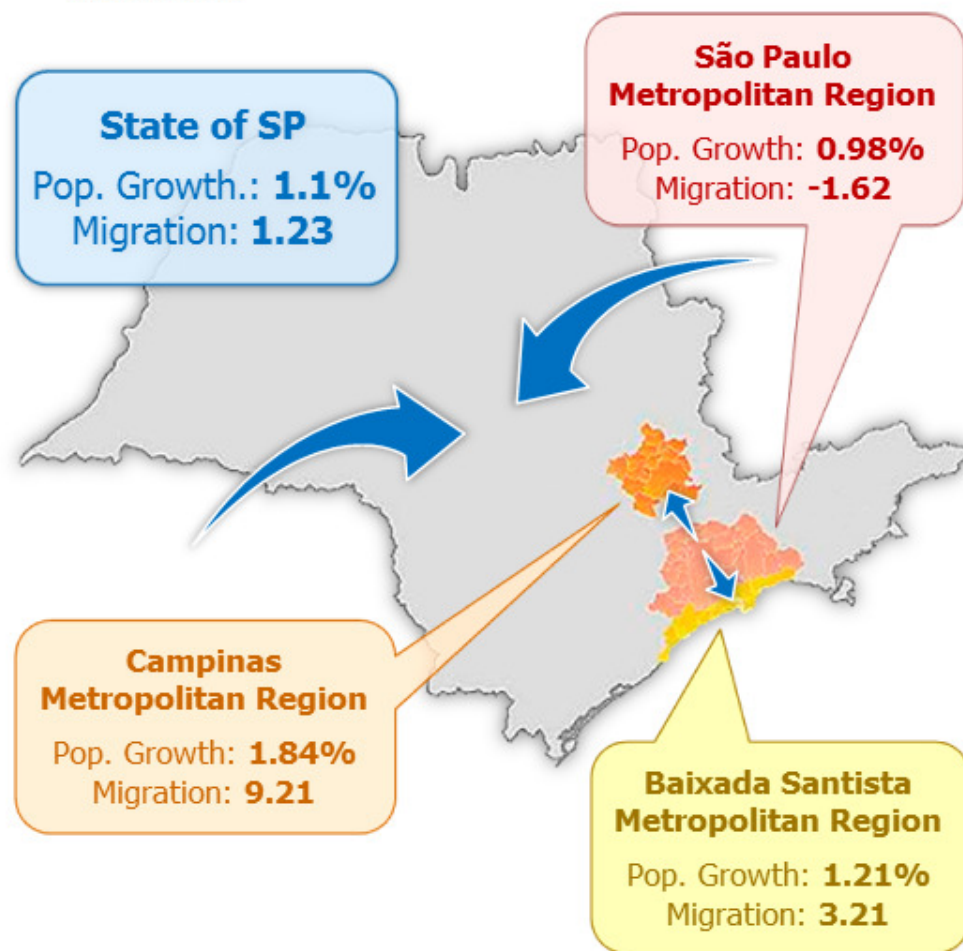 State of SP
Pop. Growth.: 1.1%
Migration: 1.23
São Paulo
Metropolitan Region
Pop. Growth: 0.98%
Migration: -1.62
Campinas
Metropolitan Region
Pop. Growth: 1.84%
Migration: 9.21
Baixada Santista
Metropolitan Region
Pop. Growth: 1.21%
Migration: 3.21